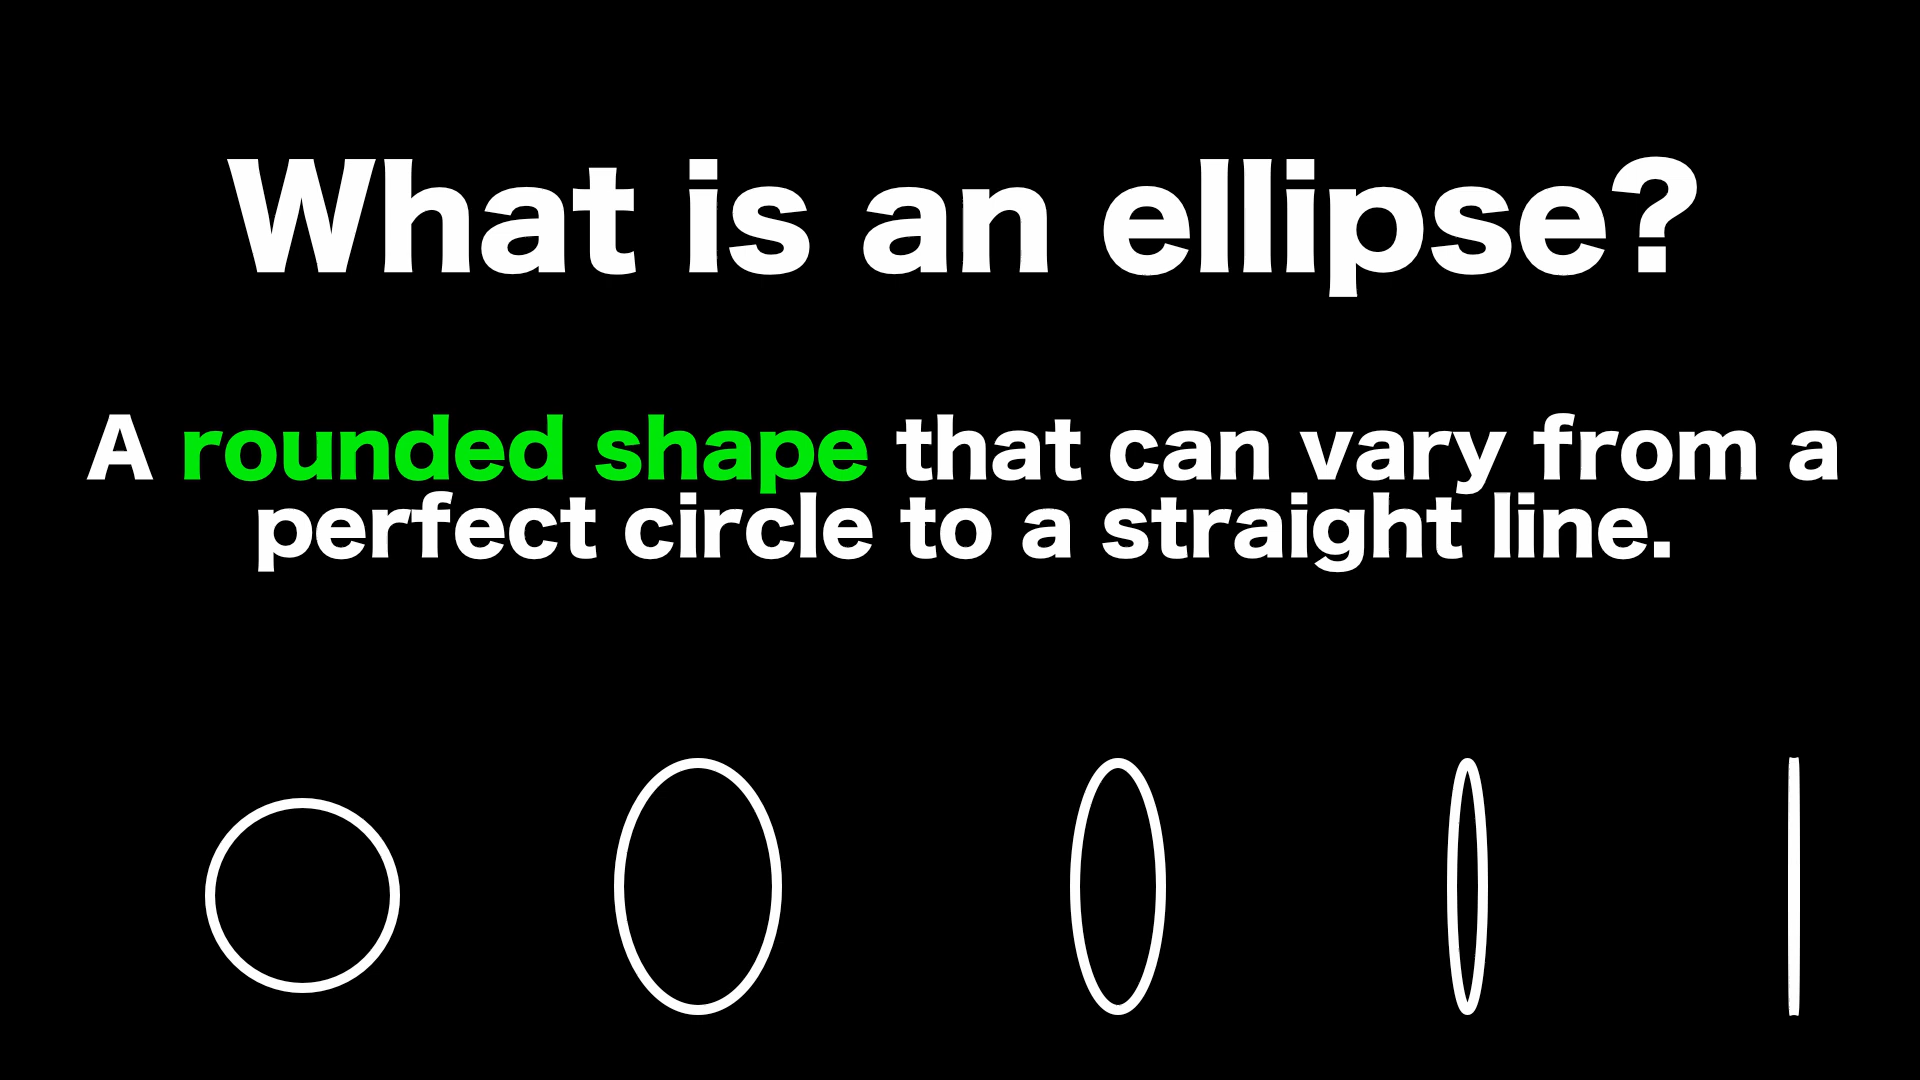 What is an ellipse?
A rounded shape that can vary from a
perfect circle to a straight line.